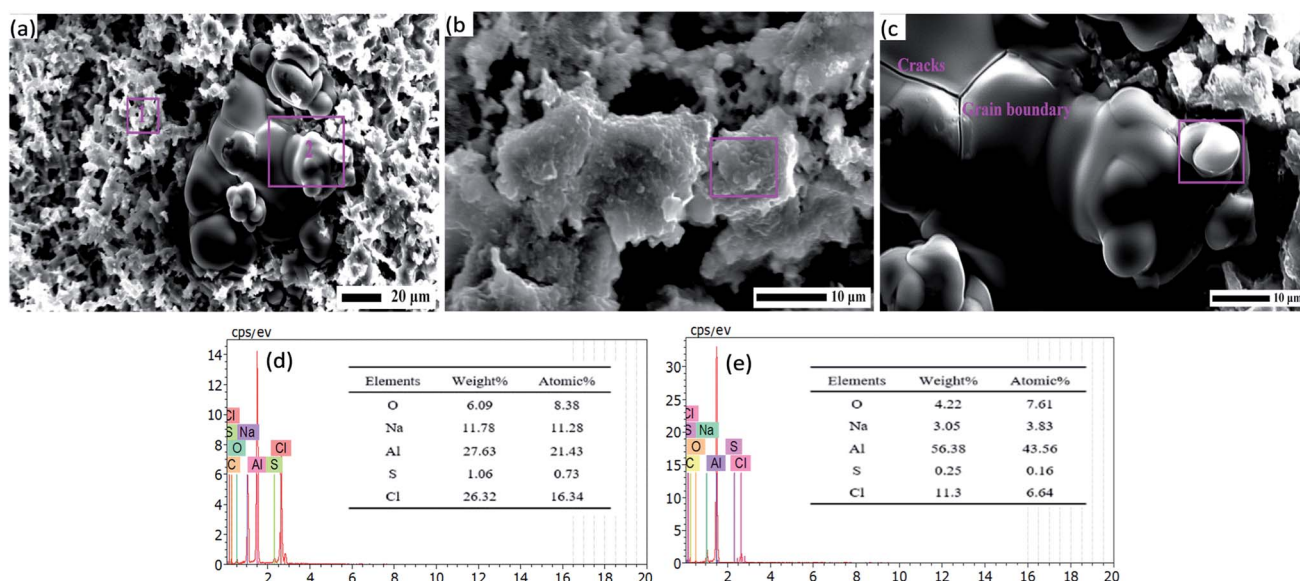 (a)
1
2
20 μm
(b)
10 μm
(c)
Cracks
Grain boundary
10 μm
cps/ev
(d)
14
12
10
8
6
4
2
0
Cl
S Na
O Cl
C Al S
2 4 6 8 10 12 14 16 18 20
Elements Weight% Atomic%
O 6.09 8.38
Na 11.78 11.28
Al 27.63 21.43
S 1.06 0.73
Cl 26.32 16.34
cps/ev
(e)
30
25
20
15
10
5
0
Cl
S Na
O S
C Al Cl
2 4 6 8 10 12 14 16 18 20
Elements Weight% Atomic%
O 4.22 7.61
Na 3.05 3.83
Al 56.38 43.56
S 0.25 0.16
Cl 11.3 6.64